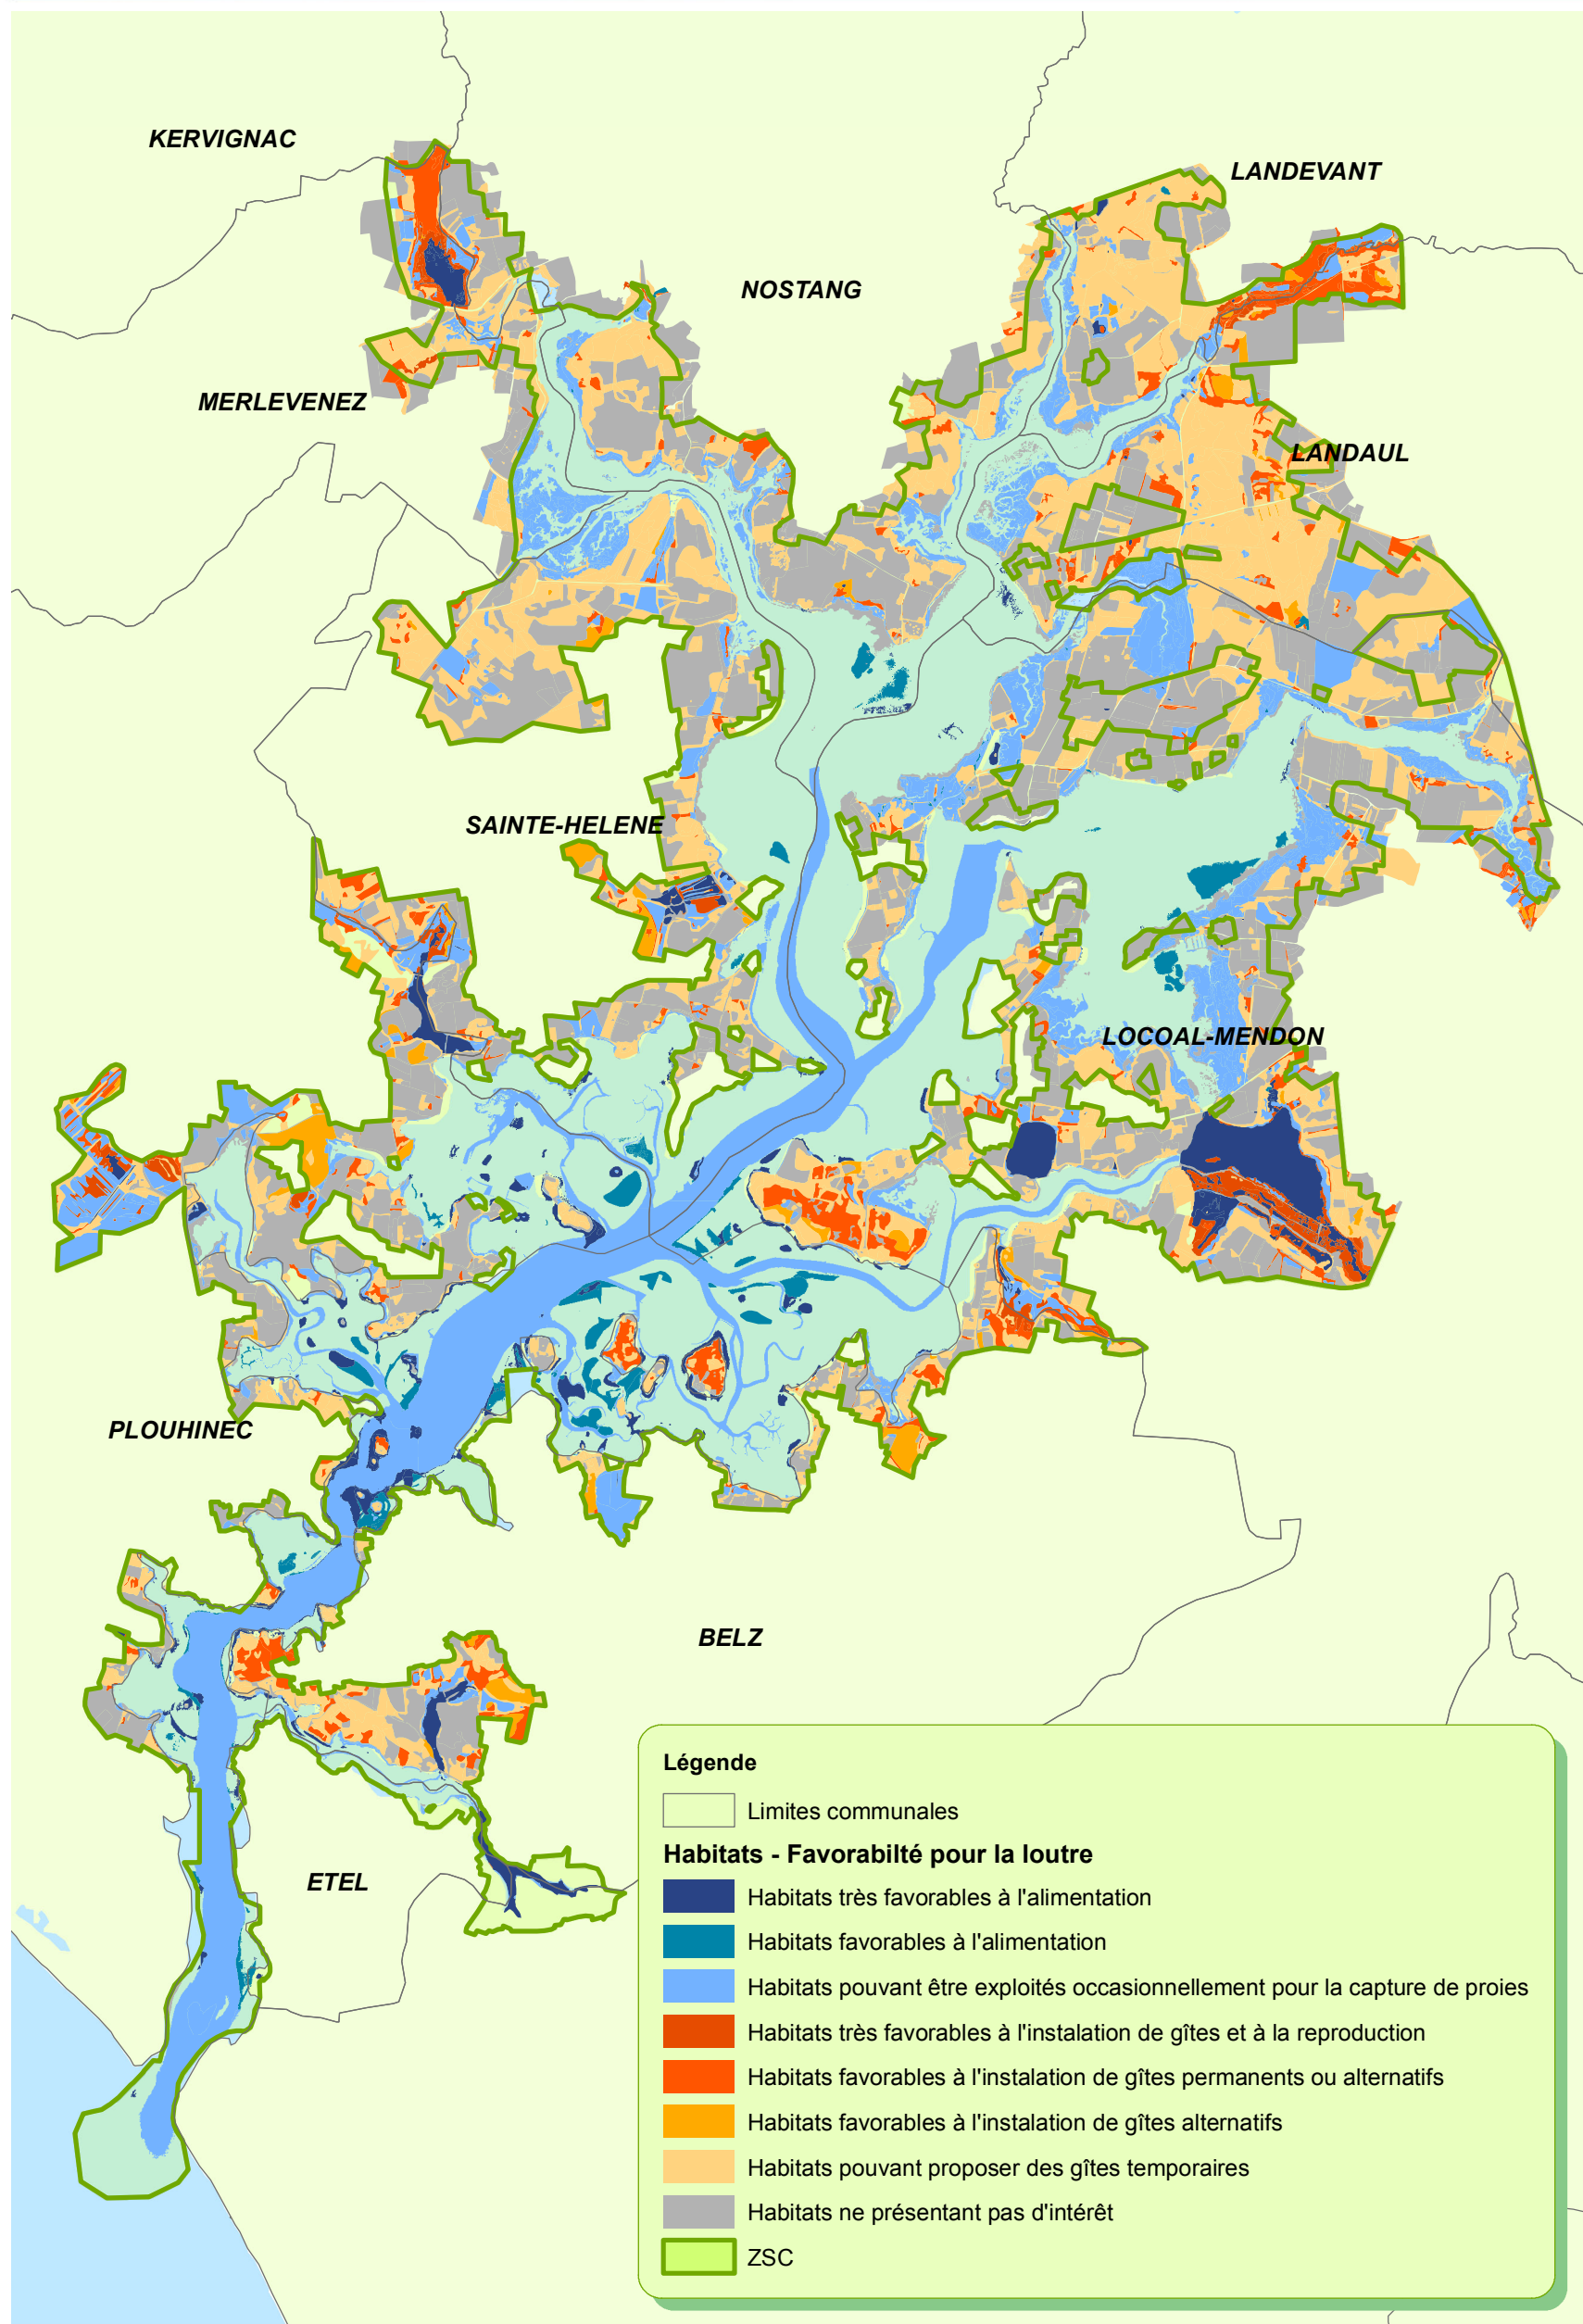 KERVIGNAC
LANDEVANT
NOSTANG
MERLEVENEZ
LANDAUL
SAINTE-HELENE
LOCOAL-MENDON
PLOUHINEC
BELZ
ETEL
Légende
Limites communales
Habitats - Favorabilté pour la loutre
Habitats très favorables à l'alimentation
Habitats favorables à l'alimentation
Habitats pouvant être exploités occasionnellement pour la capture de proies
Habitats très favorables à l'instalation de gîtes et à la reproduction
Habitats favorables à l'instalation de gîtes permanents ou alternatifs
Habitats favorables à l'instalation de gîtes alternatifs
Habitats pouvant proposer des gîtes temporaires
Habitats ne présentant pas d'intérêt
ZSC